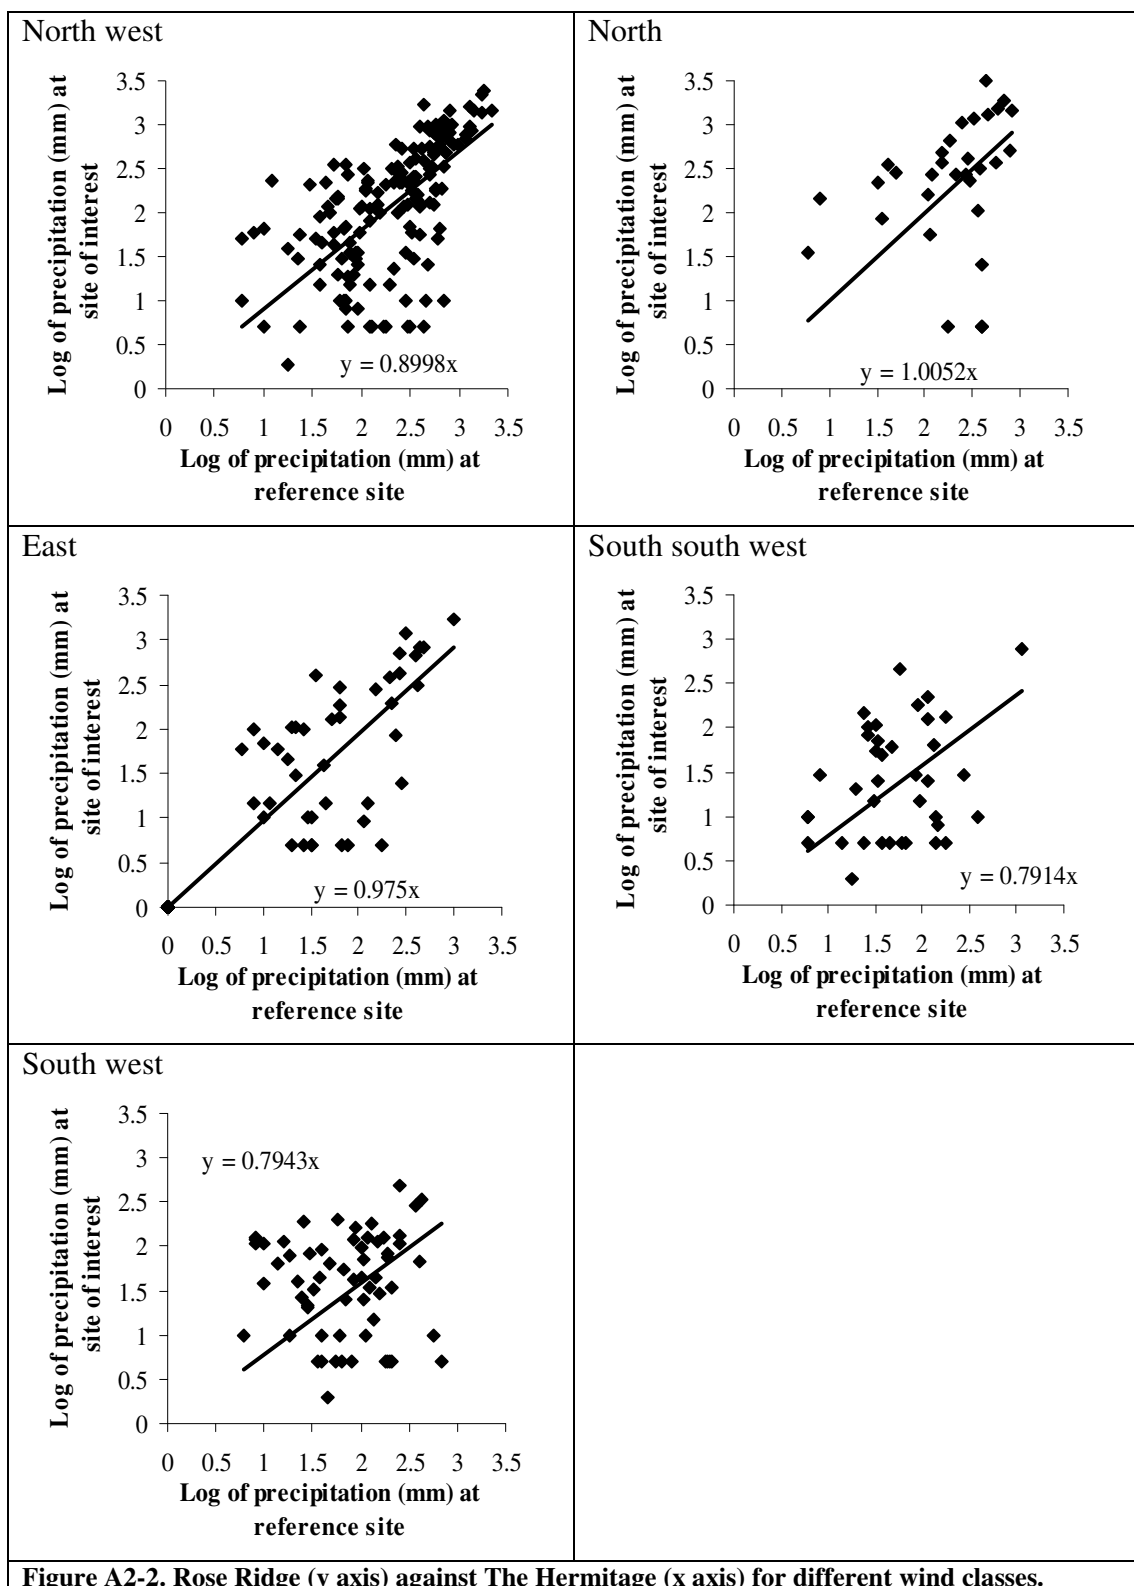 North west
Log of precipitation (mm) at
site of interest
3.5
3
2.5
2
1.5
1
0.5
0
y = 0.8998x
0 0.5 1 1.5 2 2.5 3 3.5
Log of precipitation (mm) at
reference site
North
Log of precipitation (mm) at
site of interest
3.5
3
2.5
2
1.5
1
0.5
0
y = 1.0052x
0 0.5 1 1.5 2 2.5 3 3.5
Log of precipitation (mm) at
reference site
East
Log of precipitation (mm) at
site of interest
3.5
3
2.5
2
1.5
1
0.5
0
y = 0.975x
0 0.5 1 1.5 2 2.5 3 3.5
Log of precipitation (mm) at
reference site
South south west
Log of precipitation (mm) at
site of interest
3.5
3
2.5
2
1.5
1
0.5
0
y = 0.7914x
0 0.5 1 1.5 2 2.5 3 3.5
Log of precipitation (mm) at
reference site
South west
Log of precipitation (mm) at
site of interest
3.5
3
2.5
2
1.5
1
0.5
0
y = 0.7943x
0 0.5 1 1.5 2 2.5 3 3.5
Log of precipitation (mm) at
reference site
Figure A2-2. Rose Ridge (y axis) against The Hermitage (x axis) for different wind classes.